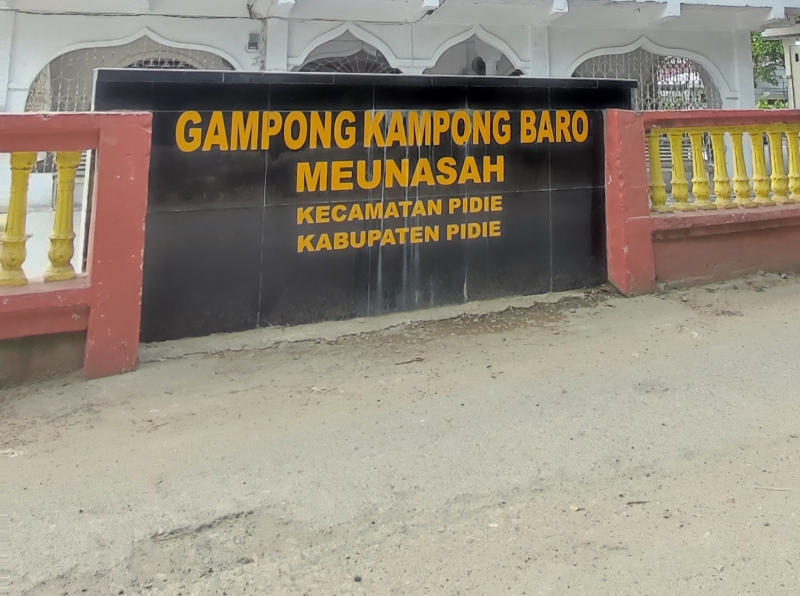 GAMPONG KAMPONG BARO
MEUNASAH
KECAMATAN PIDIE
KABUPATEN PIDIE